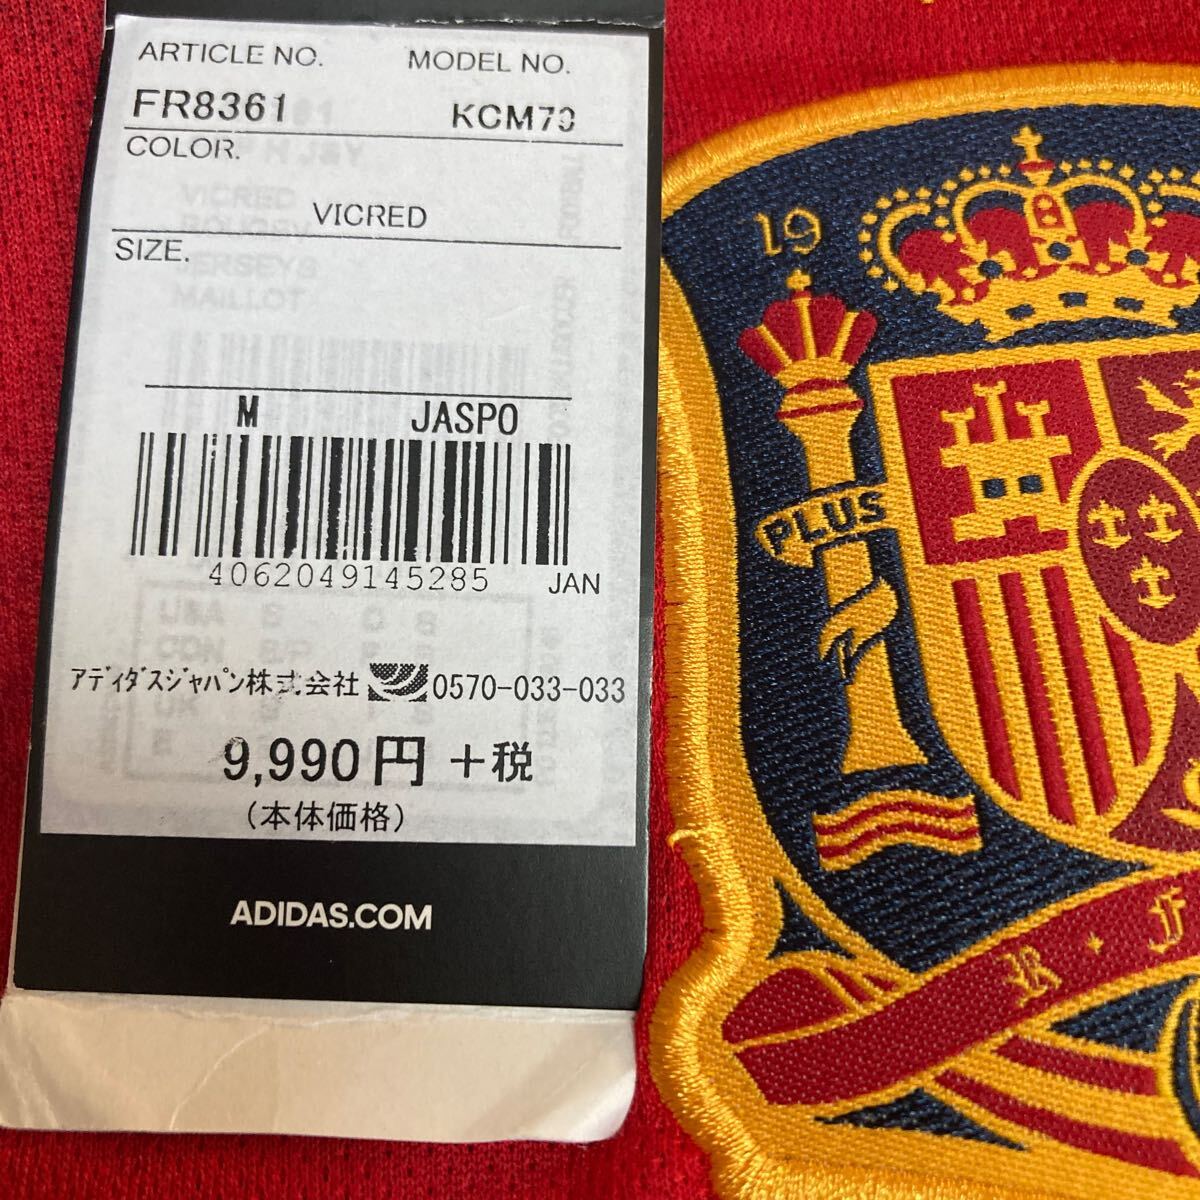 ARTICLE NO. MODEL NO.
FR8361 KCM79
COLOR.
VICRED
SIZE.
M JASPO
4062049145285 JAN
アディダスジャパン株式会社 0570-033-033
9,990円 +税
(本体価格)
ADIDAS.COM
19
PLUS
R · F